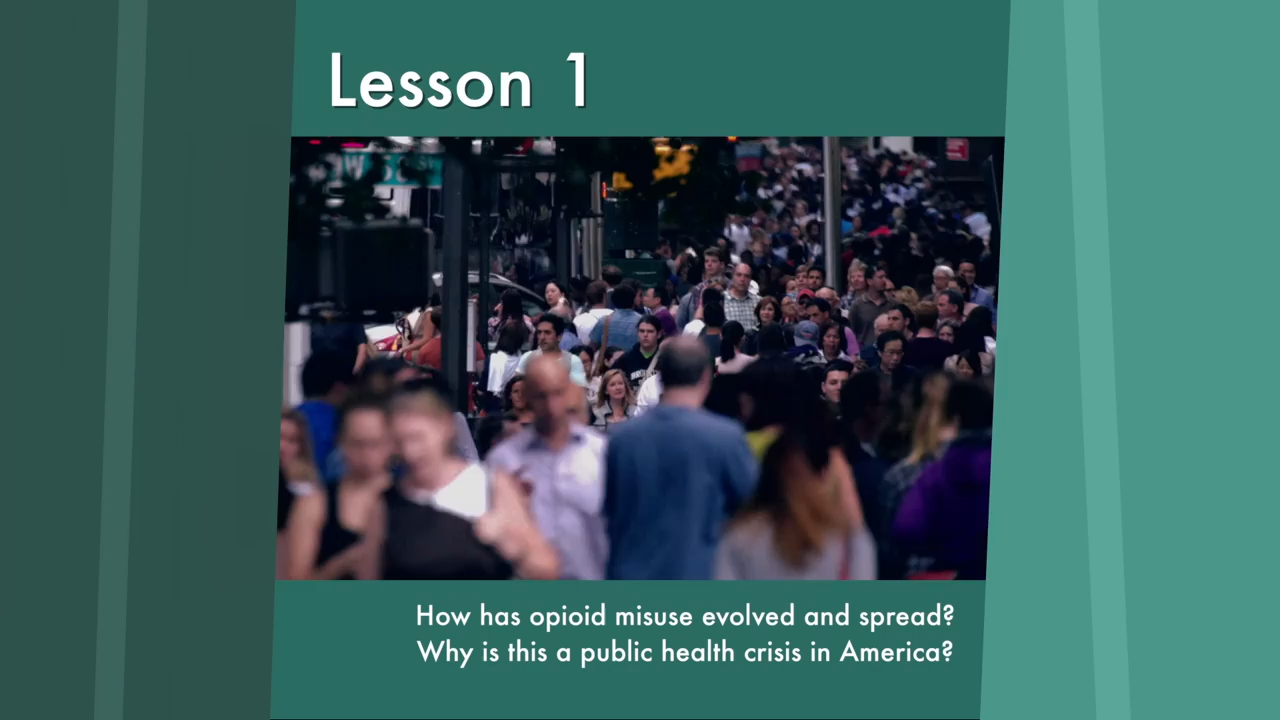 Lesson 1
How has opioid misuse evolved and spread?
Why is this a public health crisis in America?